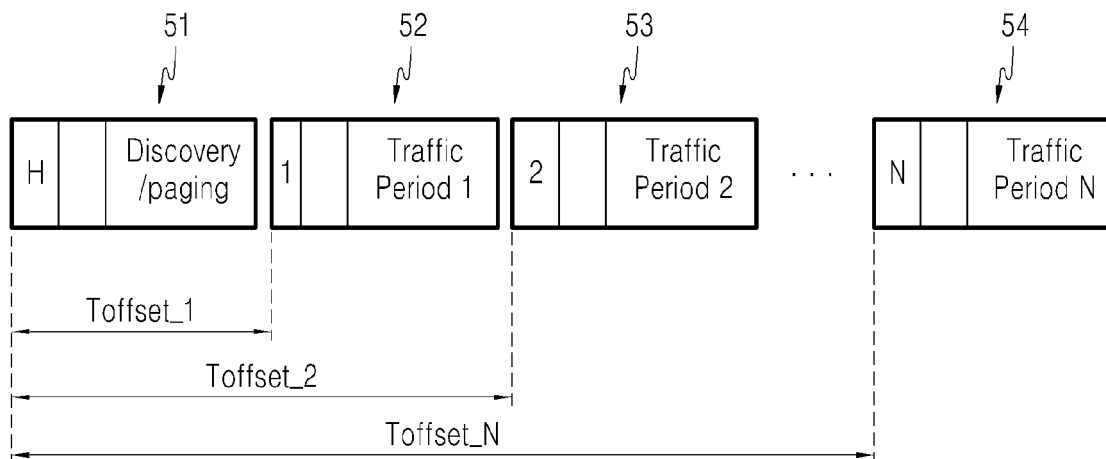 51 52 53 54
H Discovery /paging 1 Traffic Period 1 2 Traffic Period 2 · · · N Traffic Period N
Toffset_1
Toffset_2
Toffset_N